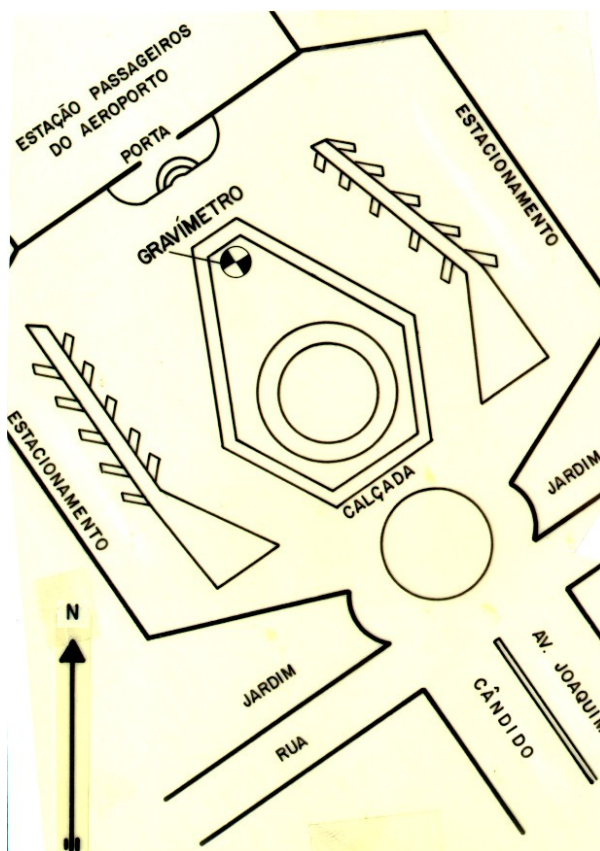 ESTAÇÃO PASSAGEIROS
DO AEROPORTO
PORTA
GRAVÍMETRO
ESTACIONAMENTO
ESTACIONAMENTO
CALÇADA
JARDIM
N
JARDIM
RUA
AV. JOAQUIM
CÂNDIDO